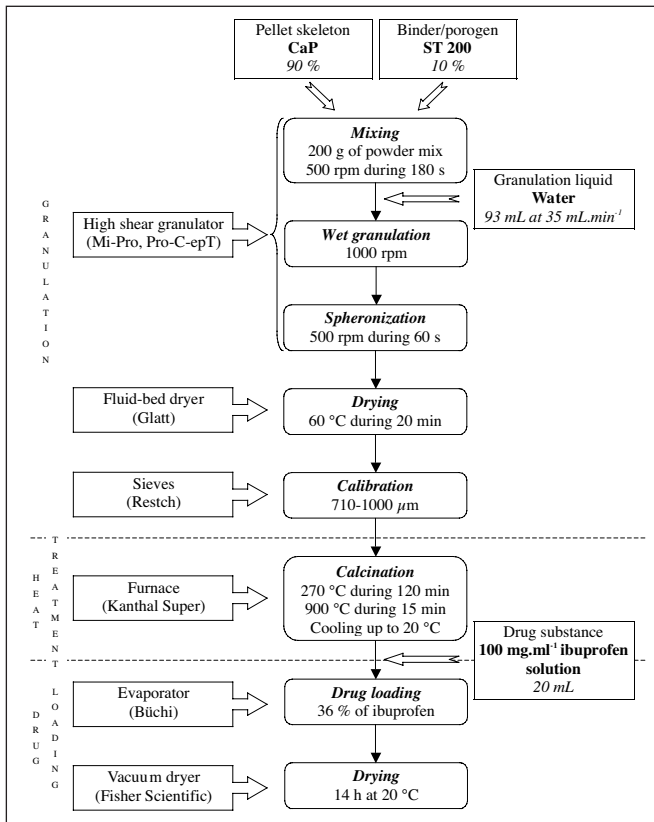 Pellet skeleton
CaP
90 %
Binder/porogen
ST 200
10 %
Mixing
200 g of powder mix
500 rpm during 180 s
Granulation liquid
Water
93 mL at 35 mL.min-1
GRANULATION
High shear granulator
(Mi-Pro, Pro-C-epT)
Wet granulation
1000 rpm
Spheronization
500 rpm during 60 s
Fluid-bed dryer
(Glatt)
Drying
60 °C during 20 min
Sieves
(Restch)
Calibration
710-1000 µm
HEAT
TREATMENT
Furnace
(Kanthal Super)
Calcination
270 °C during 120 min
900 °C during 15 min
Cooling up to 20 °C
Drug substance
100 mg.ml-1 ibuprofen
solution
20 mL
DRUG
LOADING
Evaporator
(Büchi)
Drug loading
36 % of ibuprofen
Vacuum dryer
(Fisher Scientific)
Drying
14 h at 20 °C